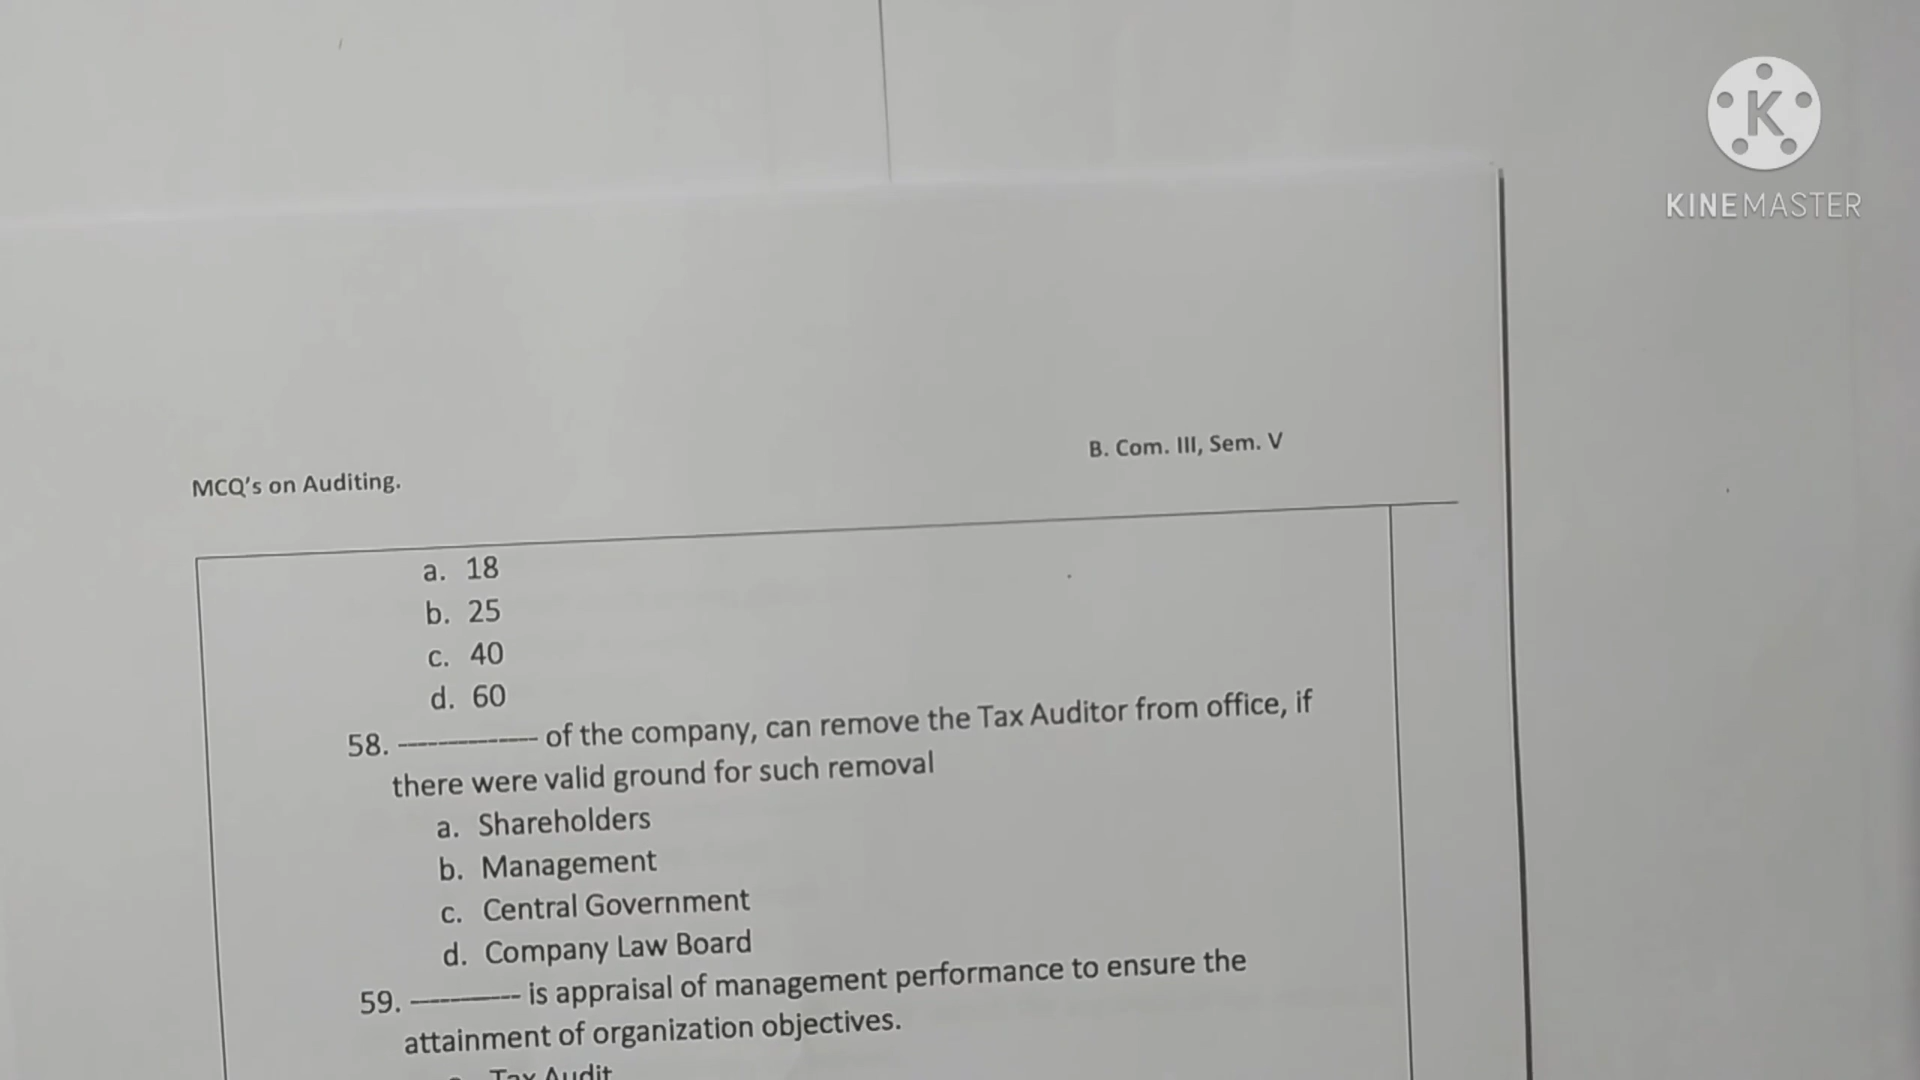 K
KINEMASTER
B. Com. III, Sem. V
MCQ's on Auditing.
a. 18
b. 25
c. 40
d. 60
58. -------------- of the company, can remove the Tax Auditor from office, if
there were valid ground for such removal
a. Shareholders
b. Management
c. Central Government
d. Company Law Board
59. ----------- is appraisal of management performance to ensure the
attainment of organization objectives.
Tax Audit